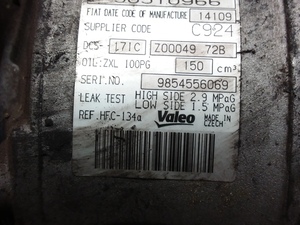 FIAT DATE CODE OF MANUFACTURE 14109
SUPPLIER CODE C924
DCS- 171C Z00049 72B
OIL:ZXL 100PG 150 cm³
SERI.NO. 9854556069
LEAK TEST HIGH SIDE 2.9 MPaG
LOW SIDE 1.5 MPaG
REF.HFC-134a Valeo MADE IN CZECH